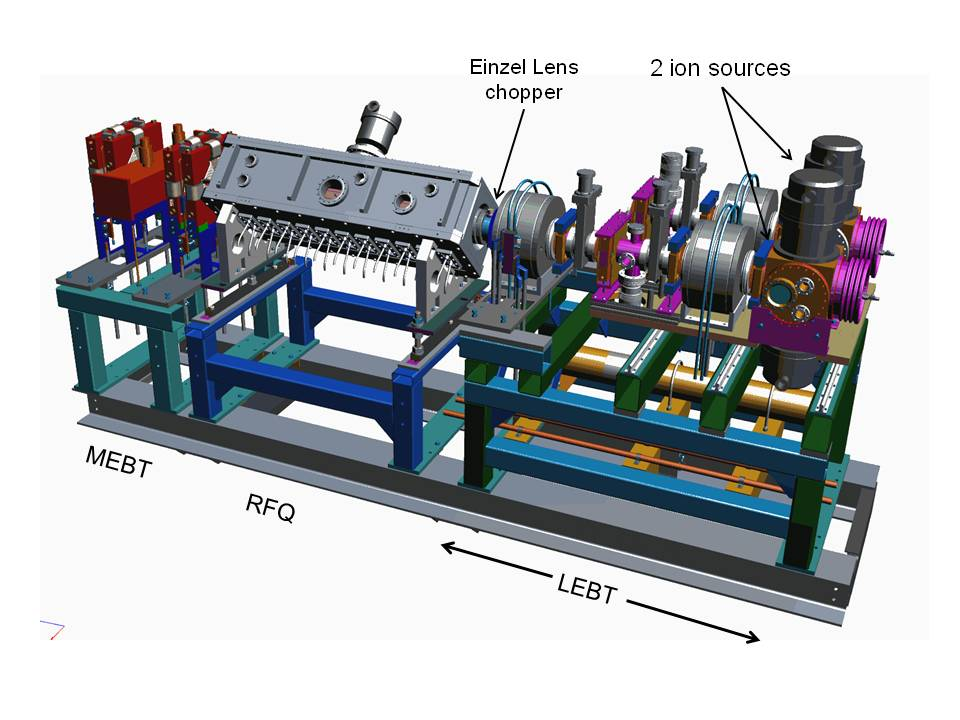 Einzel Lens
chopper
2 ion sources
MEBT
RFQ
LEBT